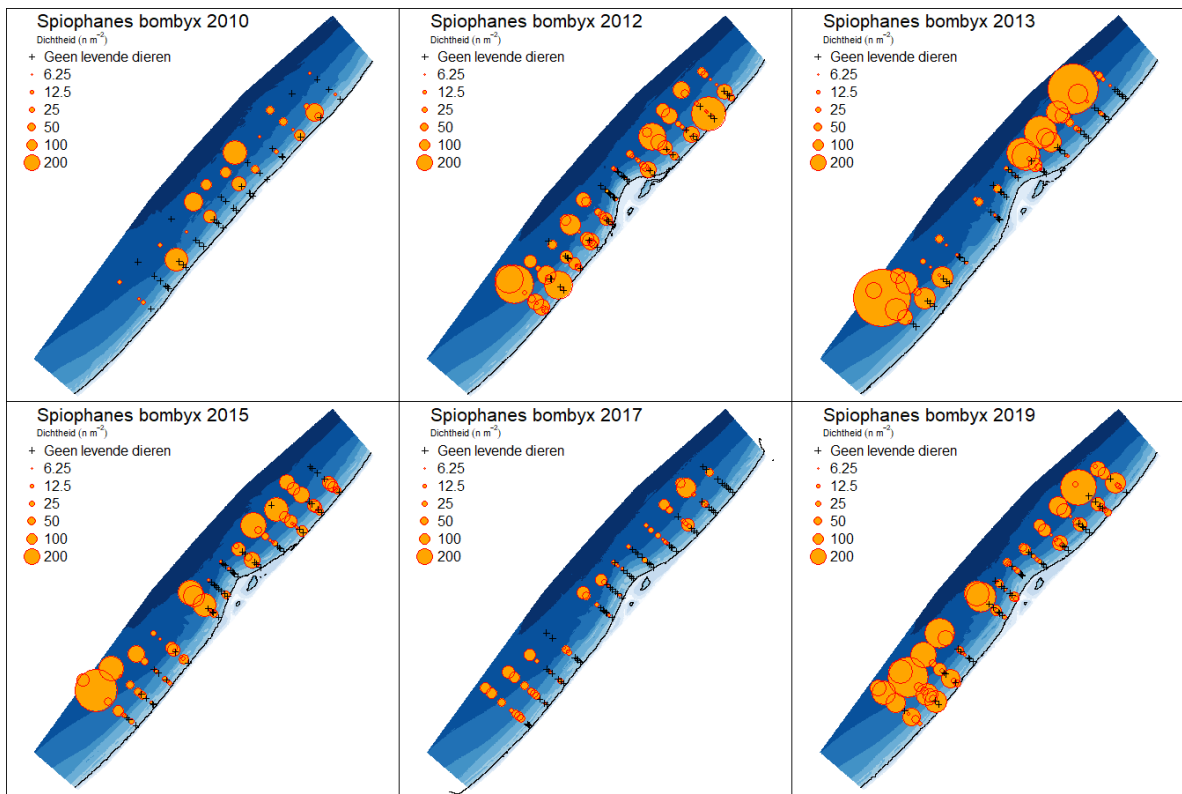 Spiophanes bombyx 2010
Dichtheid (n m⁻²)
+ Geen levende dieren
6.25
12.5
25
50
100
200
Spiophanes bombyx 2012
Dichtheid (n m⁻²)
+ Geen levende dieren
6.25
12.5
25
50
100
200
Spiophanes bombyx 2013
Dichtheid (n m⁻²)
+ Geen levende dieren
6.25
12.5
25
50
100
200
Spiophanes bombyx 2015
Dichtheid (n m⁻²)
+ Geen levende dieren
6.25
12.5
25
50
100
200
Spiophanes bombyx 2017
Dichtheid (n m⁻²)
+ Geen levende dieren
6.25
12.5
25
50
100
200
Spiophanes bombyx 2019
Dichtheid (n m⁻²)
+ Geen levende dieren
6.25
12.5
25
50
100
200